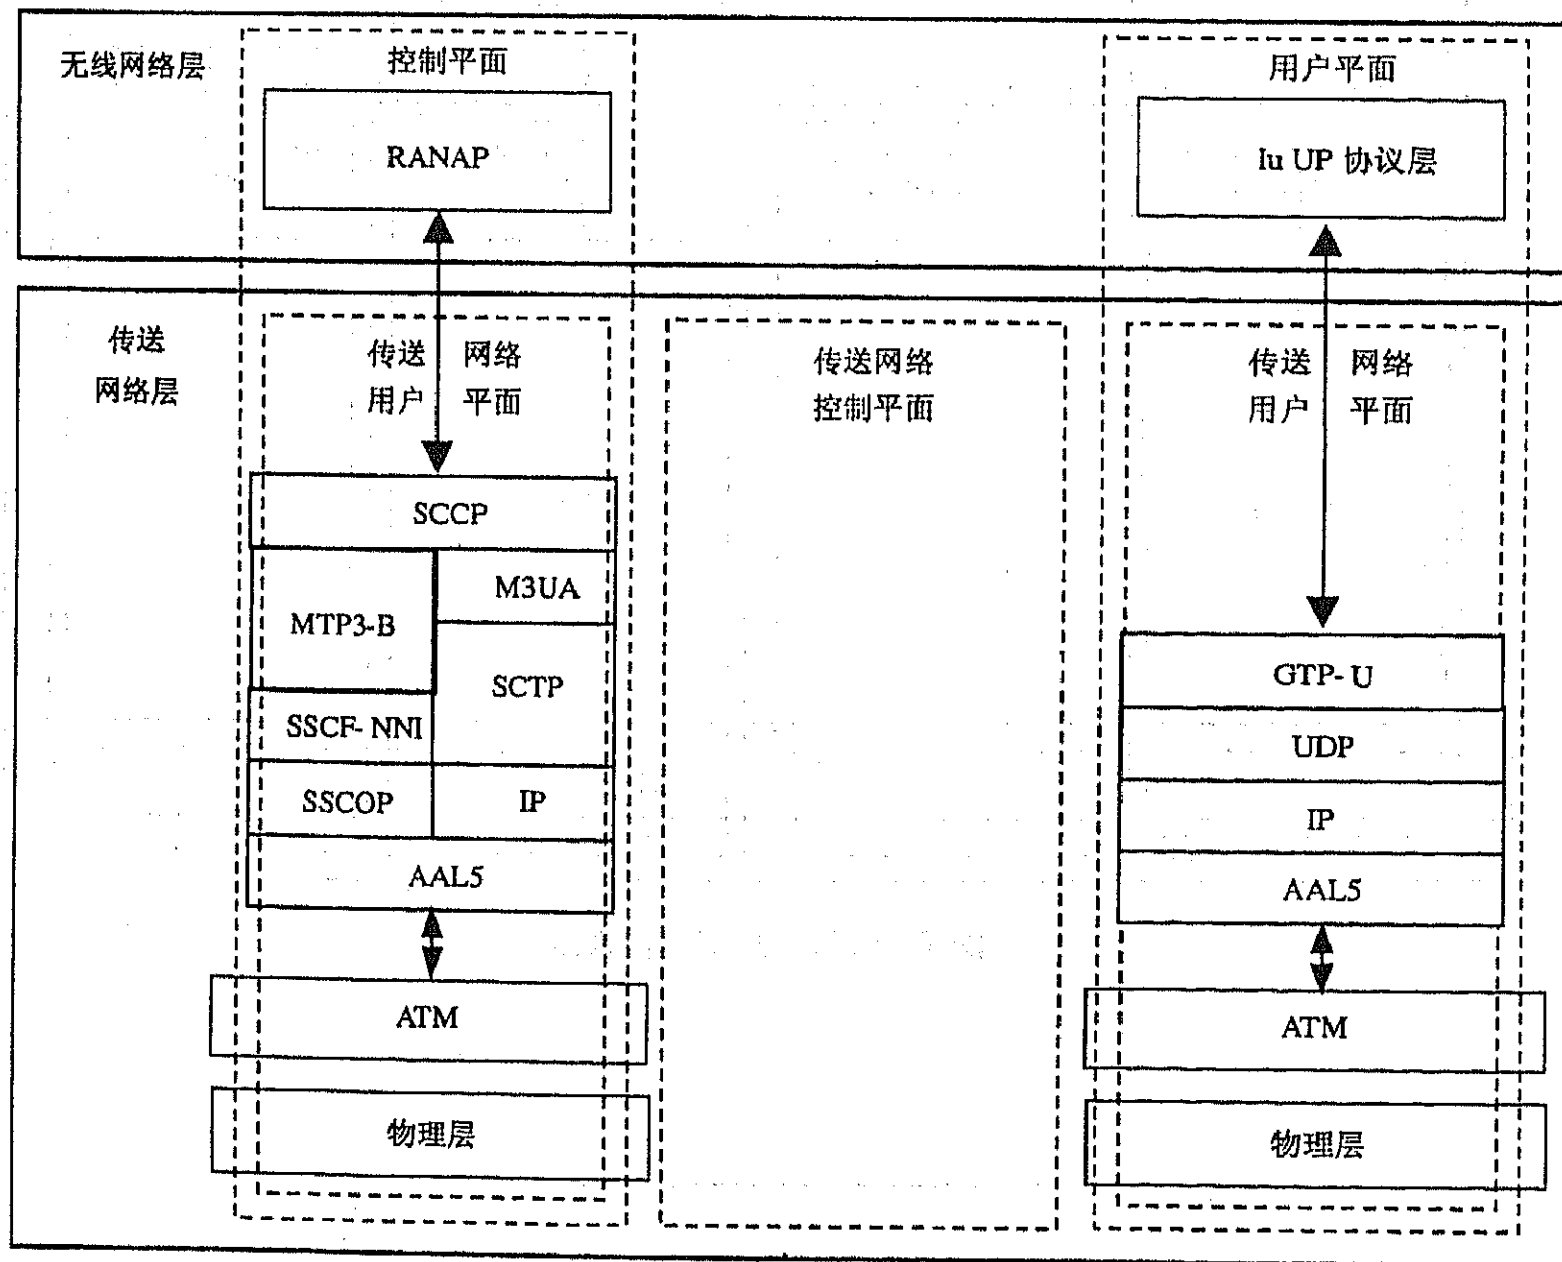 无线网络层
控制平面
用户平面
RANAP
Iu UP 协议层
传送
网络层
传送 网络
用户 平面
传送网络
控制平面
传送 网络
用户 平面
SCCP
MTP3-B
M3UA
SCTP
SSCF- NNI
SSCOP
IP
AAL5
ATM
物理层
GTP- U
UDP
IP
AAL5
ATM
物理层